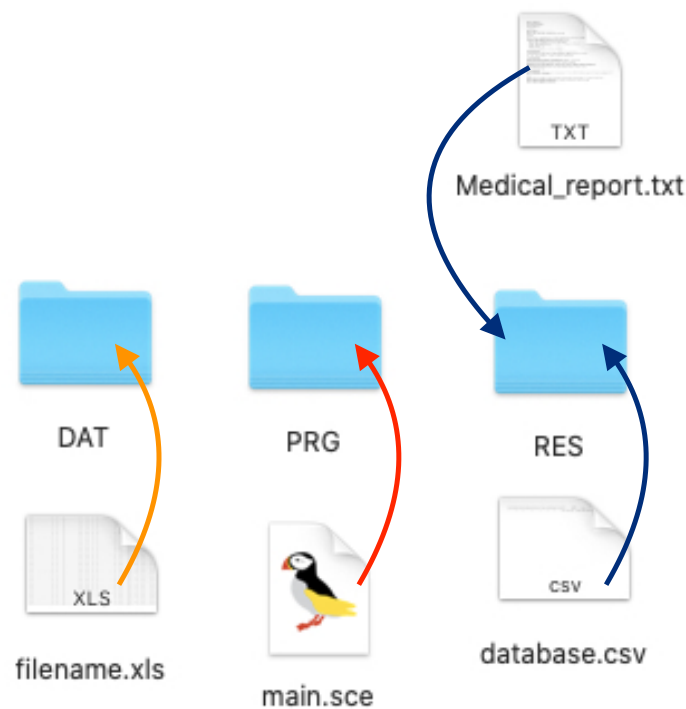 TXT
Medical_report.txt
DAT
PRG
RES
XLS
csv
filename.xls
main.sce
database.csv